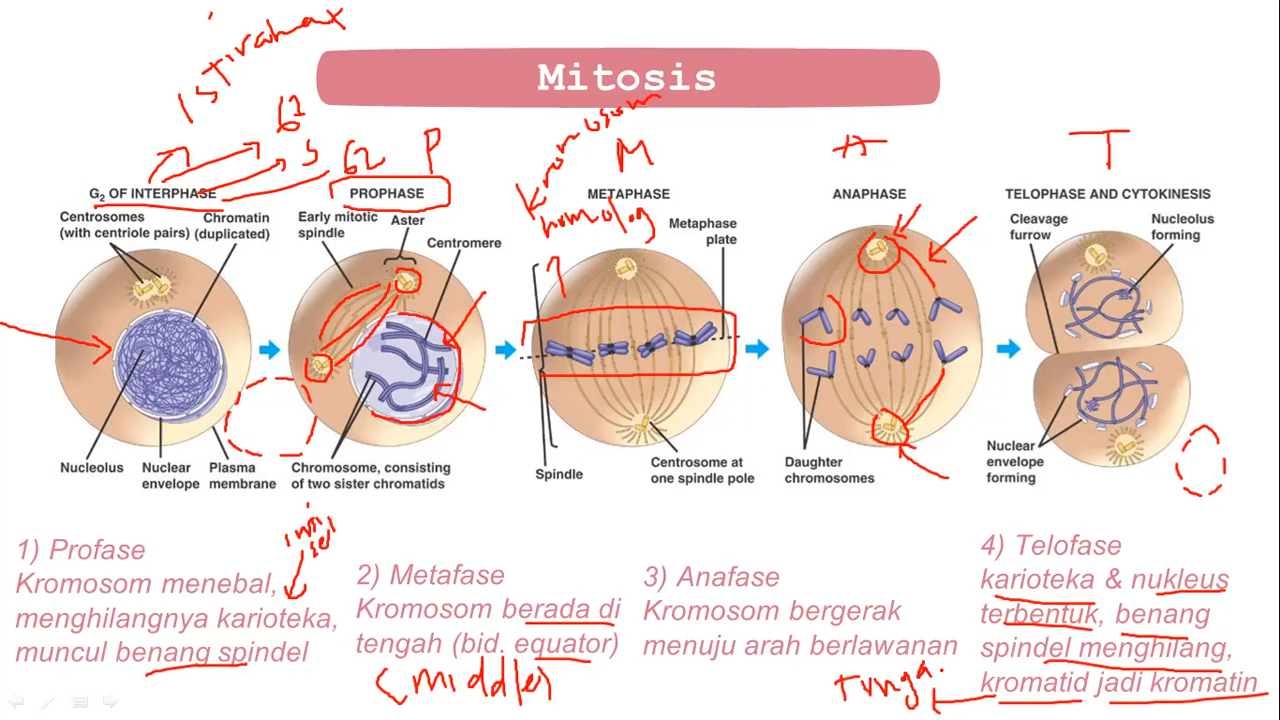 Istirahat
Mitosis
G1
S
G2
P
Kromosom
homolog
M
A
T
G2 OF INTERPHASE
PROPHASE
METAPHASE
ANAPHASE
TELOPHASE AND CYTOKINESIS
Centrosomes
(with centriole pairs)
Chromatin
(duplicated)
Early mitotic
spindle
Aster
Centromere
Metaphase
plate
Cleavage
furrow
Nucleolus
forming
Nucleolus
Nuclear
envelope
Plasma
membrane
Chromosome, consisting
of two sister chromatids
Spindle
Centrosome at
one spindle pole
Daughter
chromosomes
Nuclear
envelope
forming
1) Profase
Kromosom menebal,
menghilangnya karioteka,
muncul benang spindel
inti
sel
2) Metafase
Kromosom berada di
tengah (bid. equator)
(middle)
3) Anafase
Kromosom bergerak
menuju arah berlawanan
4) Telofase
karioteka & nukleus
terbentuk, benang
spindel menghilang,
kromatid jadi kromatin